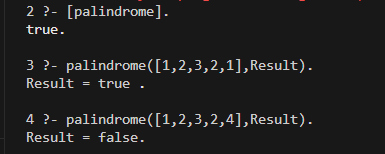 2 ?- [palindrome].
true.
3 ?- palindrome([1,2,3,2,1],Result).
Result = true .
4 ?- palindrome([1,2,3,2,4],Result).
Result = false.